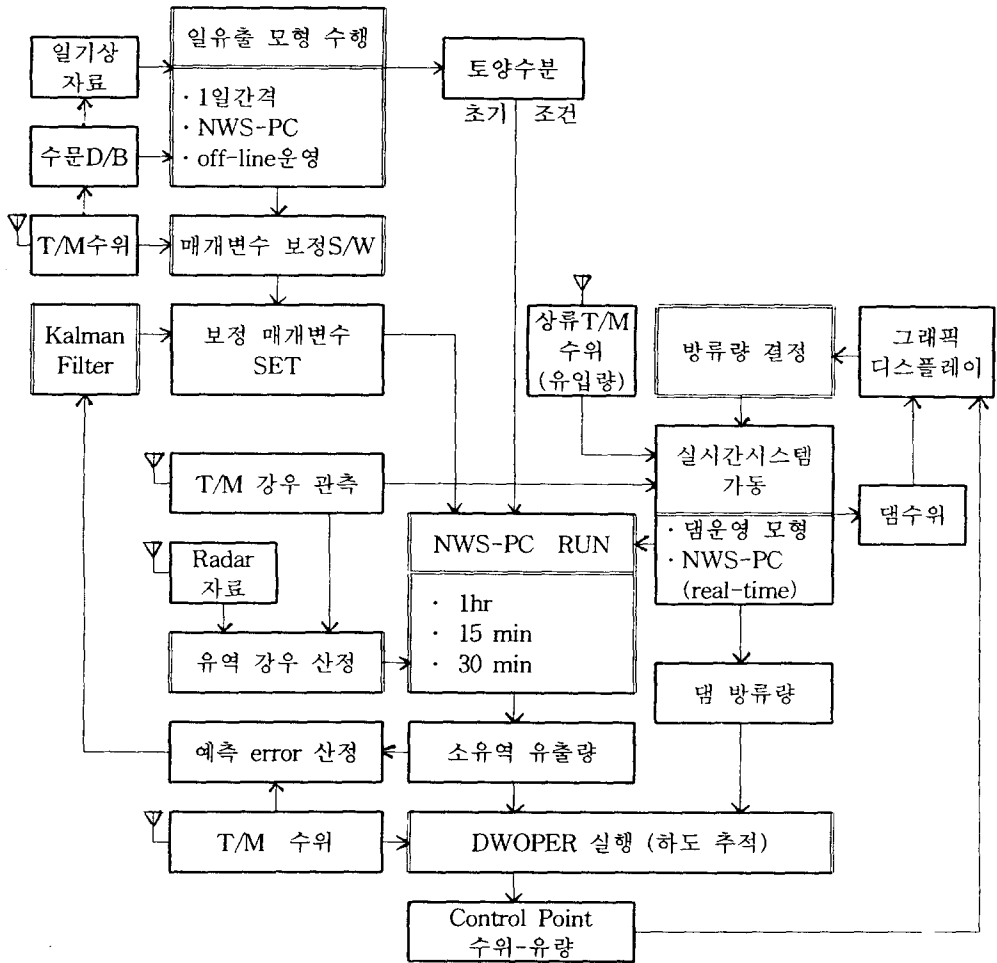 일기상
자료
일유출 모형 수행
· 1일간격
· NWS-PC
· off-line운영
토양수분
초기 조건
수문D/B
T/M수위
매개변수 보정S/W
Kalman
Filter
보정 매개변수
SET
상류T/M
수위
(유입량)
방류량 결정
그래픽
디스플레이
T/M 강우 관측
실시간시스템
가동
· 댐운영 모형
· NWS-PC
(real-time)
댐수위
Radar
자료
NWS-PC RUN
· 1hr
· 15 min
· 30 min
유역 강우 산정
댐 방류량
예측 error 산정
소유역 유출량
T/M 수위
DWOPER 실행 (하도 추적)
Control Point
수위-유량